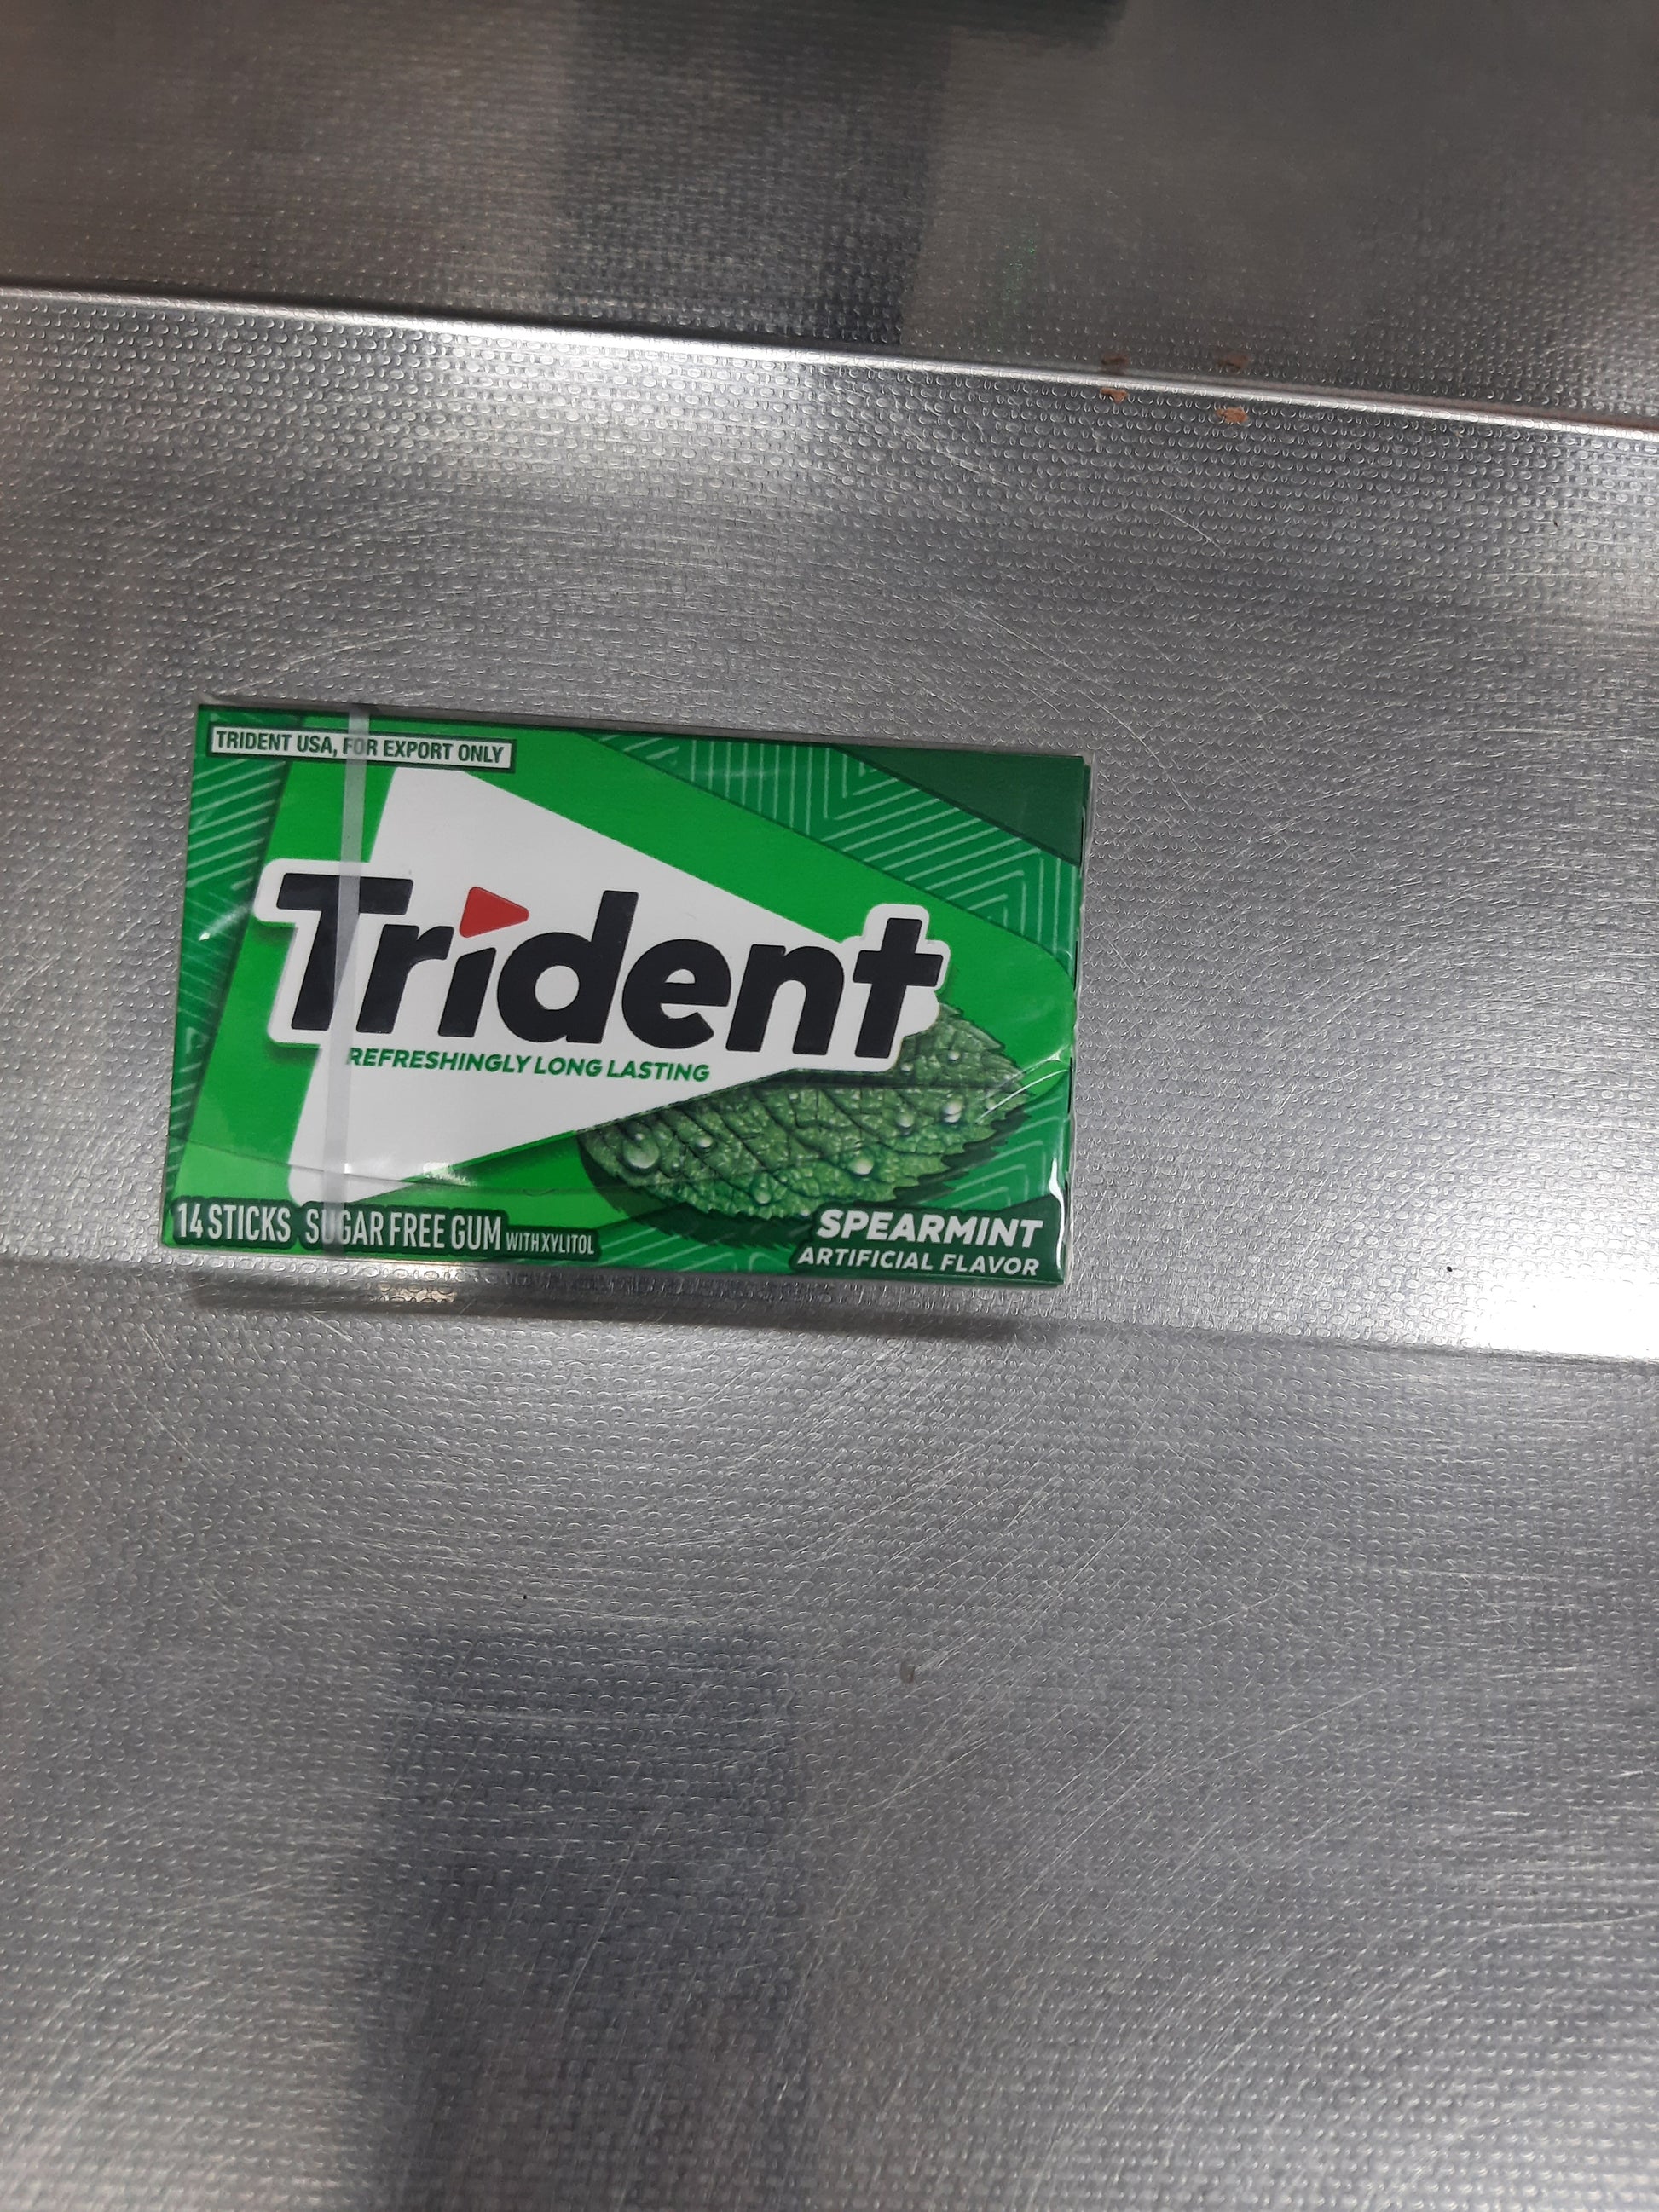 TRIDENT USA, FOR EXPORT ONLY
Trident
REFRESHINGLY LONG LASTING
14 STICKS SUGAR FREE GUM WITH XYLITOL
SPEARMINT
ARTIFICIAL FLAVOR